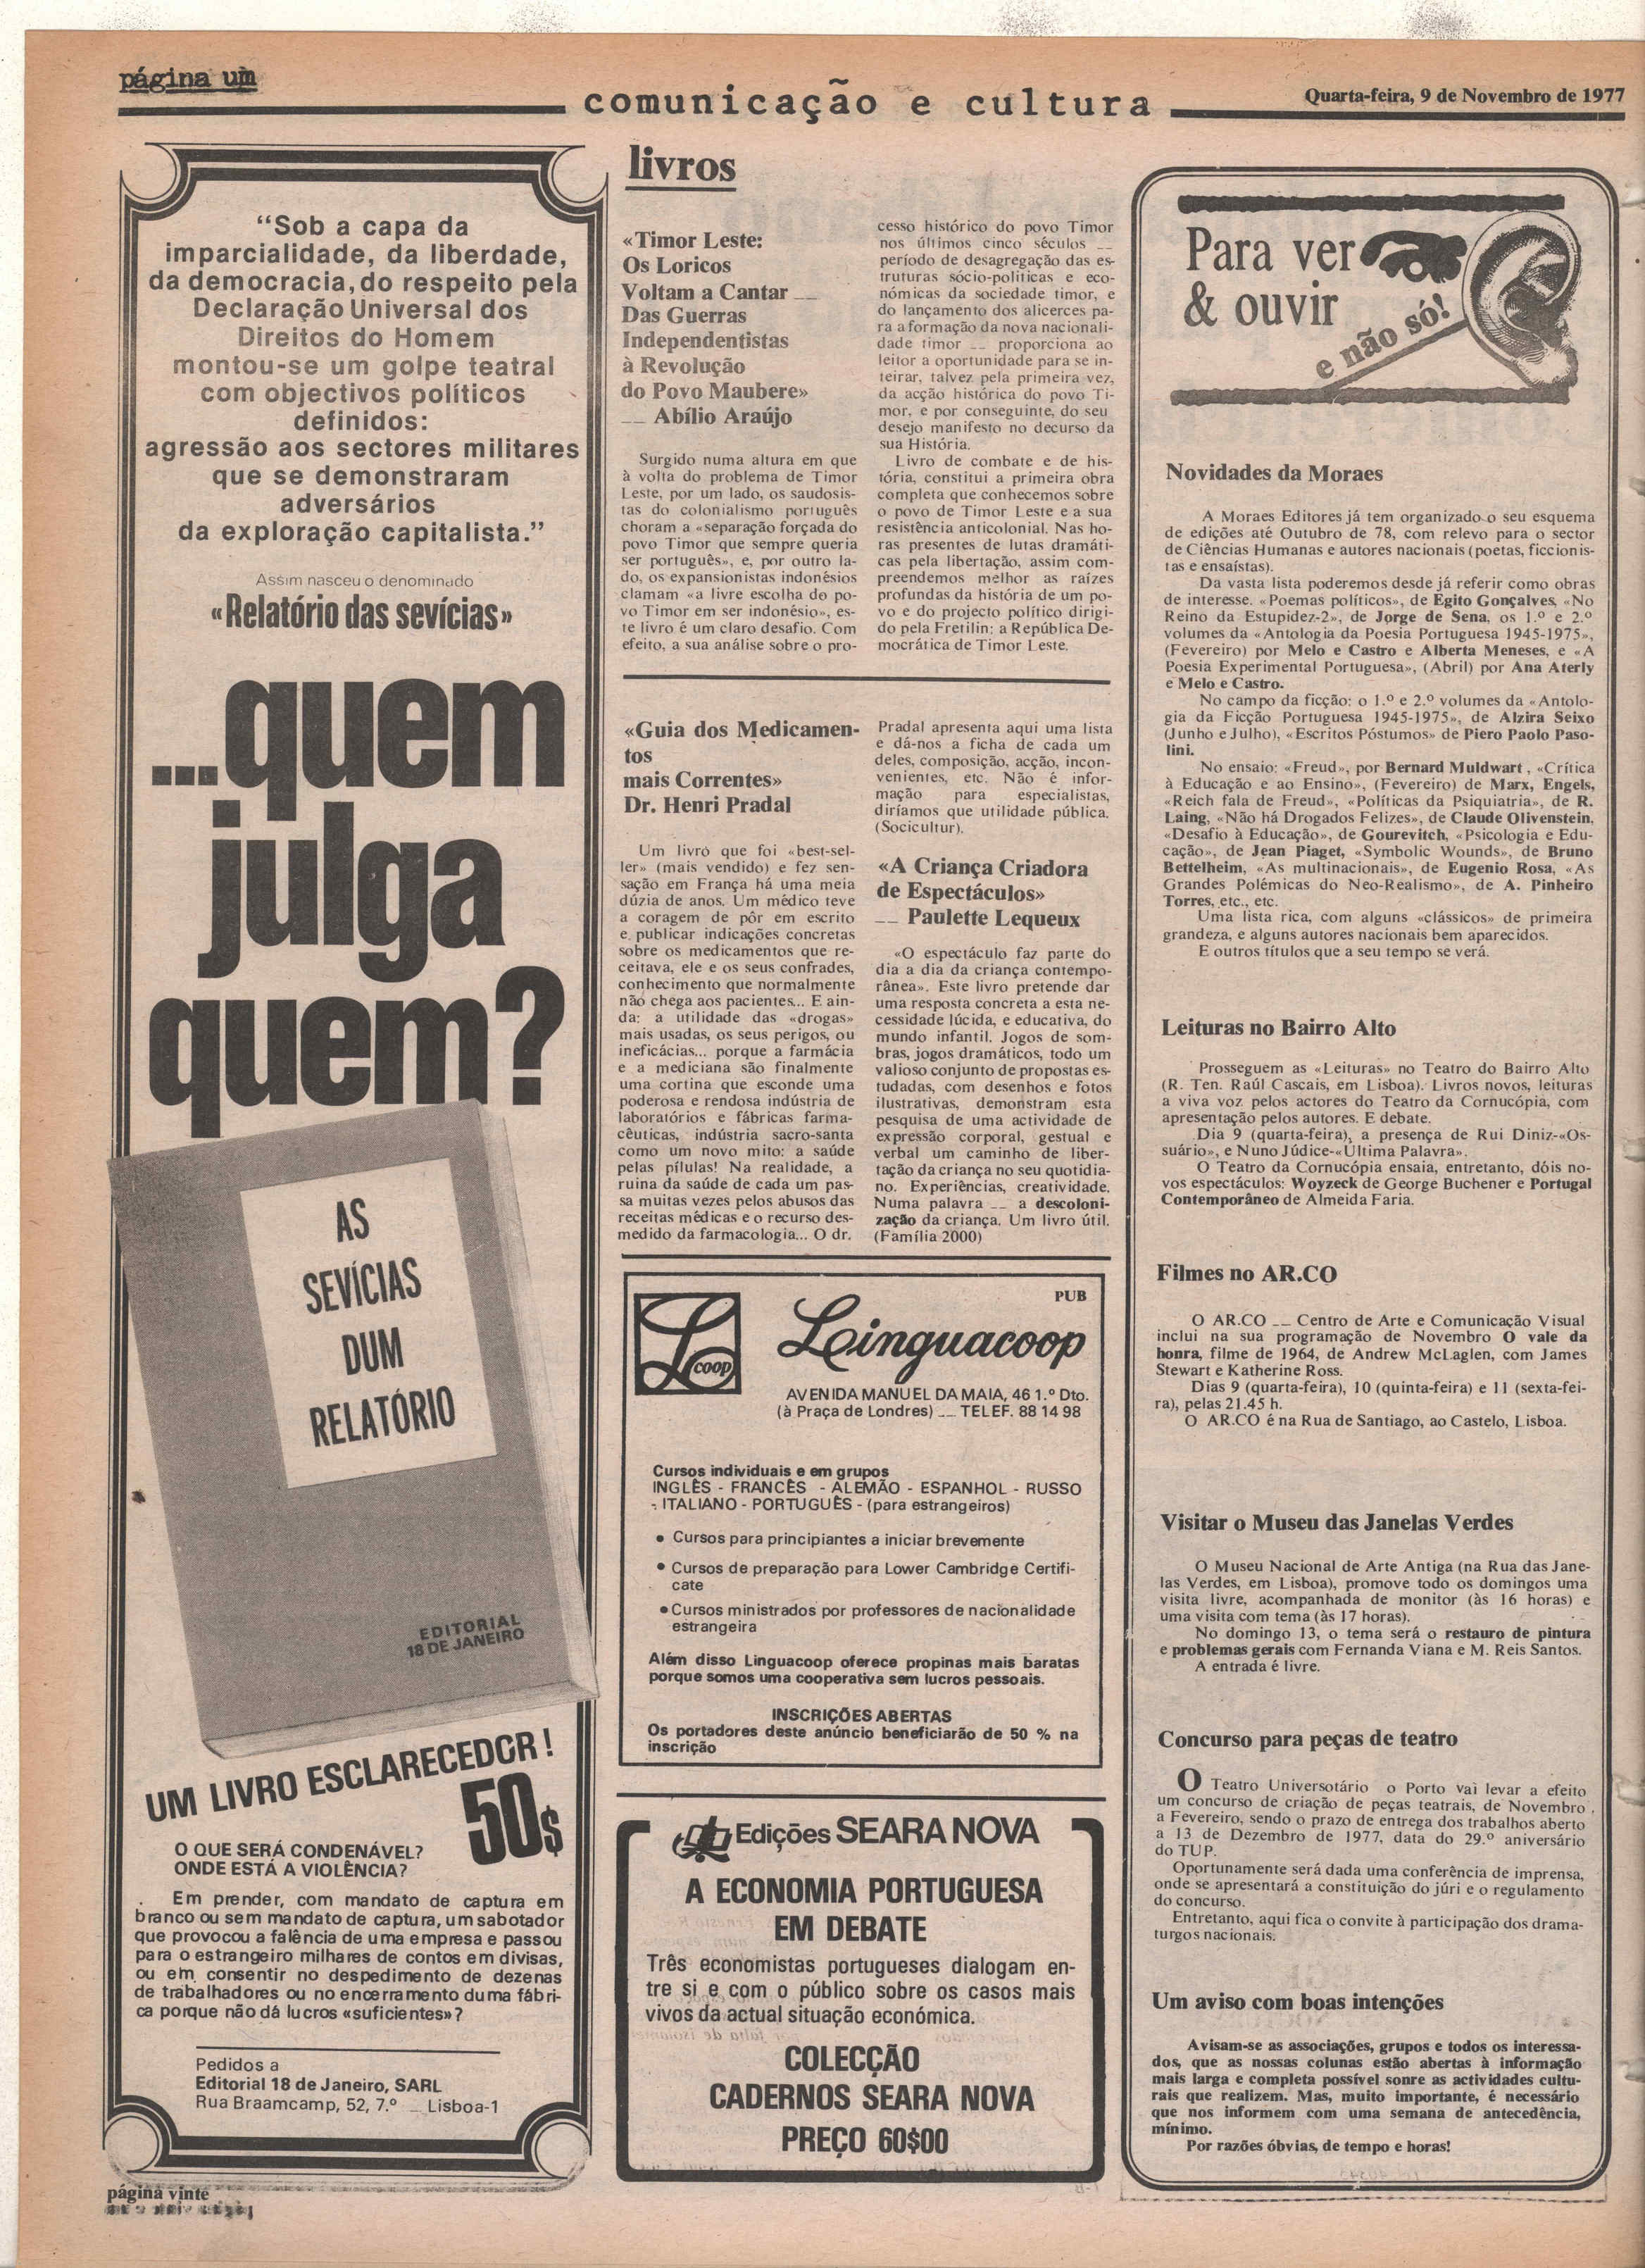 página um
comunicação e cultura
Quarta-feira, 9 de Novembro de 1977
“Sob a capa da
imparcialidade, da liberdade,
da democracia, do respeito pela
Declaração Universal dos
Direitos do Homem
montou-se um golpe teatral
com objectivos políticos
definidos:
agressão aos sectores militares
que se demonstraram
adversários
da exploração capitalista.”
Assim nasceu o denominado
«Relatório das sevícias»
...quem
julga
quem?
AS
SEVÍCIAS
DUM
RELATÓRIO
EDITORIAL
18 DE JANEIRO
UM LIVRO ESCLARECEDOR!
50$
O QUE SERÁ CONDENÁVEL?
ONDE ESTÁ A VIOLÊNCIA?
Em prender, com mandato de captura em
branco ou sem mandato de captura, um sabotador
que provocou a falência de uma empresa e passou
para o estrangeiro milhares de contos em divisas,
ou em consentir no despedimento de dezenas
de trabalhadores ou no encerramento duma fábri-
ca porque não dá lucros «suficientes»?
Pedidos a
Editorial 18 de Janeiro, SARL
Rua Braamcamp, 52, 7.º __ Lisboa-1
página vinte
livros
«Timor Leste:
Os Loricos
Voltam a Cantar __
Das Guerras
Independentistas
à Revolução
do Povo Maubere»
__ Abílio Araújo
Surgido numa altura em que
à volta do problema de Timor
Leste, por um lado, os saudosis-
tas do colonialismo português
choram a «separação forçada do
povo Timor que sempre queria
ser português», e, por outro la-
do, os expansionistas indonésios
clamam «a livre escolha do po-
vo Timor em ser indonésio», es-
te livro é um claro desafio. Com
efeito, a sua análise sobre o pro-
cesso histórico do povo Timor
nos últimos cinco séculos __
período de desagregação das es-
truturas sócio-políticas e eco-
nómicas da sociedade timor, e
do lançamento dos alicerces pa-
ra a formação da nova nacionali-
dade timor __ proporciona ao
leitor a oportunidade para se in-
teirar, talvez pela primeira vez,
da acção histórica do povo Ti-
mor, e por conseguinte, do seu
desejo manifesto no decurso da
sua História.
Livro de combate e de his-
tória, constitui a primeira obra
completa que conhecemos sobre
o povo de Timor Leste e a sua
resistência anticolonial. Nas ho-
ras presentes de lutas dramáti-
cas pela libertação, assim com-
preendemos melhor as raízes
profundas da história de um po-
vo e do projecto político dirigi-
do pela Fretilin: a República De-
mocrática de Timor Leste.
«Guia dos Medicamen-
tos
mais Correntes»
Dr. Henri Pradal
Um livro que foi «best-sel-
ler» (mais vendido) e fez sen-
sação em França há uma meia
dúzia de anos. Um médico teve
a coragem de pôr em escrito
e publicar indicações concretas
sobre os medicamentos que re-
ceitava, ele e os seus confrades,
conhecimento que normalmente
não chega aos pacientes... E ain-
da: a utilidade das «drogas»
mais usadas, os seus perigos, ou
ineficácias... porque a farmácia
e a mediciana são finalmente
uma cortina que esconde uma
poderosa e rendosa indústria de
laboratórios e fábricas farma-
cêuticas, indústria sacro-santa
como um novo mito: a saúde
pelas pílulas! Na realidade, a
ruina da saúde de cada um pas-
sa muitas vezes pelos abusos das
receitas médicas e o recurso des-
medido da farmacologia... O dr.
Pradal apresenta aqui uma lista
e dá-nos a ficha de cada um
deles, composição, acção, incon-
venientes, etc. Não é infor-
mação para especialistas,
diríamos que utilidade pública.
(Socicultur).
«A Criança Criadora
de Espectáculos»
__ Paulette Lequeux
«O espectáculo faz parte do
dia a dia da criança contempo-
rânea». Este livro pretende dar
uma resposta concreta a esta ne-
cessidade lúcida, e educativa, do
mundo infantil. Jogos de som-
bras, jogos dramáticos, todo um
valioso conjunto de propostas es-
tudadas, com desenhos e fotos
ilustrativas, demonstram esta
pesquisa de uma actividade de
expressão corporal, gestual e
verbal um caminho de liber-
tação da criança no seu quotidia-
no. Experiências, creatividade.
Numa palavra __ a descoloni-
zação da criança. Um livro útil.
(Família 2000)
PUB
L coop
Linguacoop
AVENIDA MANUEL DA MAIA, 46 1.º Dto.
(à Praça de Londres) __ TELEF. 88 14 98
Cursos individuais e em grupos
INGLÊS - FRANCÊS - ALEMÃO - ESPANHOL - RUSSO
- ITALIANO - PORTUGUÊS - (para estrangeiros)
• Cursos para principiantes a iniciar brevemente
• Cursos de preparação para Lower Cambridge Certifi-
cate
• Cursos ministrados por professores de nacionalidade
estrangeira
Além disso Linguacoop oferece propinas mais baratas
porque somos uma cooperativa sem lucros pessoais.
INSCRIÇÕES ABERTAS
Os portadores deste anúncio beneficiarão de 50 % na
inscrição
Edições SEARA NOVA
A ECONOMIA PORTUGUESA
EM DEBATE
Três economistas portugueses dialogam en-
tre si e com o público sobre os casos mais
vivos da actual situação económica.
COLECÇÃO
CADERNOS SEARA NOVA
PREÇO 60$00
Para ver
& ouvir
e não só!
Novidades da Moraes
A Moraes Editores já tem organizado o seu esquema
de edições até Outubro de 78, com relevo para o sector
de Ciências Humanas e autores nacionais (poetas, ficcionis-
tas e ensaístas).
Da vasta lista poderemos desde já referir como obras
de interesse. «Poemas políticos», de Egito Gonçalves, «No
Reino da Estupidez-2», de Jorge de Sena, os 1.º e 2.º
volumes da «Antologia da Poesia Portuguesa 1945-1975»,
(Fevereiro) por Melo e Castro e Alberta Meneses, e «A
Poesia Experimental Portuguesa», (Abril) por Ana Aterly
e Melo e Castro.
No campo da ficção: o 1.º e 2.º volumes da «Antolo-
gia da Ficção Portuguesa 1945-1975», de Alzira Seixo
(Junho e Julho), «Escritos Póstumos» de Piero Paolo Paso-
lini.
No ensaio: «Freud», por Bernard Muldwart, «Crítica
à Educação e ao Ensino», (Fevereiro) de Marx, Engels,
«Reich fala de Freud», «Políticas da Psiquiatria», de R.
Laing, «Não há Drogados Felizes», de Claude Olivenstein,
«Desafio à Educação», de Gourevitch, «Psicologia e Edu-
cação», de Jean Piaget, «Symbolic Wounds», de Bruno
Bettelheim, «As multinacionais», de Eugenio Rosa, «As
Grandes Polémicas do Neo-Realismo», de A. Pinheiro
Torres, etc., etc.
Uma lista rica, com alguns «clássicos» de primeira
grandeza, e alguns autores nacionais bem aparecidos.
E outros títulos que a seu tempo se verá.
Leituras no Bairro Alto
Prosseguem as «Leituras» no Teatro do Bairro Alto
(R. Ten. Raúl Cascais, em Lisboa). Livros novos, leituras
a viva voz pelos actores do Teatro da Cornucópia, com
apresentação pelos autores. E debate.
Dia 9 (quarta-feira), a presença de Rui Diniz-«Os-
suário», e Nuno Júdice-«Última Palavra».
O Teatro da Cornucópia ensaia, entretanto, dóis no-
vos espectáculos: Woyzeck de George Buchener e Portugal
Contemporâneo de Almeida Faria.
Filmes no AR.CO
O AR.CO __ Centro de Arte e Comunicação Visual
inclui na sua programação de Novembro O vale da
honra, filme de 1964, de Andrew McLaglen, com James
Stewart e Katherine Ross.
Dias 9 (quarta-feira), 10 (quinta-feira) e 11 (sexta-fei-
ra), pelas 21.45 h.
O AR.CO é na Rua de Santiago, ao Castelo, Lisboa.
Visitar o Museu das Janelas Verdes
O Museu Nacional de Arte Antiga (na Rua das Jane-
las Verdes, em Lisboa), promove todo os domingos uma
visita livre, acompanhada de monitor (às 16 horas) e
uma visita com tema (às 17 horas).
No domingo 13, o tema será o restauro de pintura
e problemas gerais com Fernanda Viana e M. Reis Santos.
A entrada é livre.
Concurso para peças de teatro
O Teatro Universotário o Porto vai levar a efeito
um concurso de criação de peças teatrais, de Novembro
a Fevereiro, sendo o prazo de entrega dos trabalhos aberto
a 13 de Dezembro de 1977, data do 29.º aniversário
do TUP.
Oportunamente será dada uma conferência de imprensa,
onde se apresentará a constituição do júri e o regulamento
do concurso.
Entretanto, aqui fica o convite à participação dos drama-
turgos nacionais.
Um aviso com boas intenções
Avisam-se as associações, grupos e todos os interessa-
dos, que as nossas colunas estão abertas à informação
mais larga e completa possível sonre as actividades cultu-
rais que realizem. Mas, muito importante, é necessário
que nos informem com uma semana de antecedência,
mínimo.
Por razões óbvias, de tempo e horas!